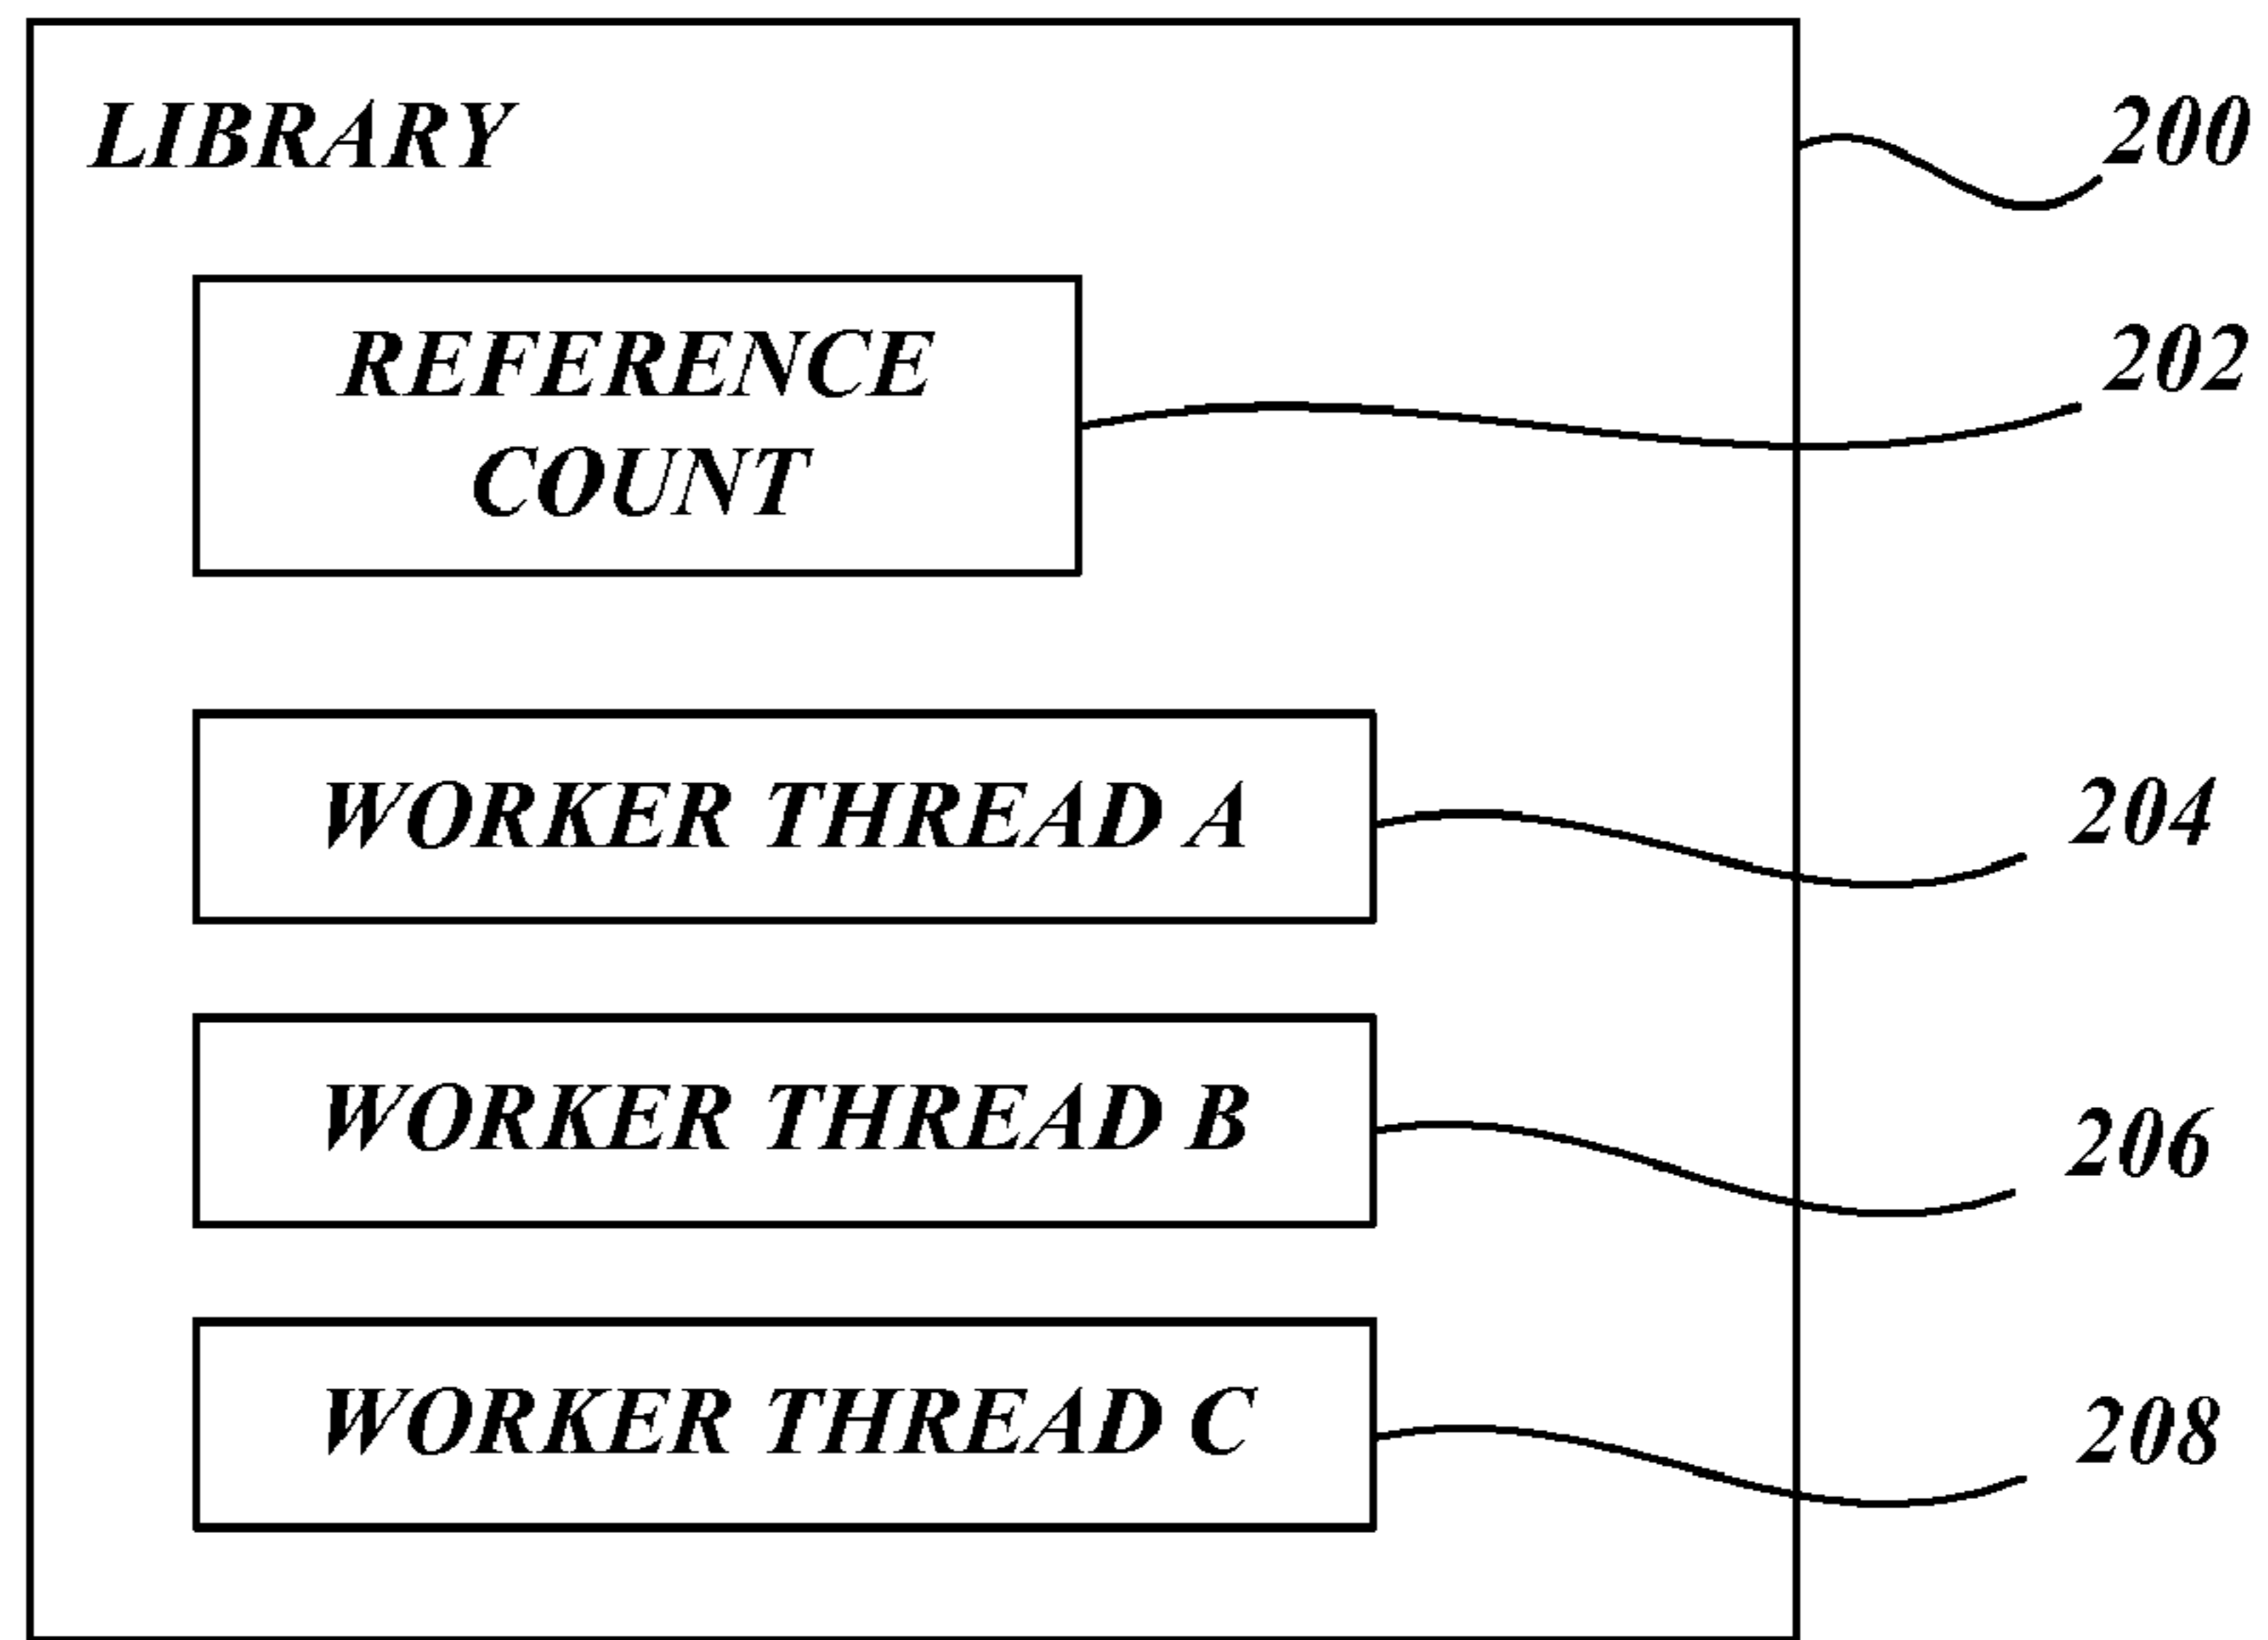 LIBRARY
200
REFERENCE
COUNT
202
WORKER THREAD A
204
WORKER THREAD B
206
WORKER THREAD C
208